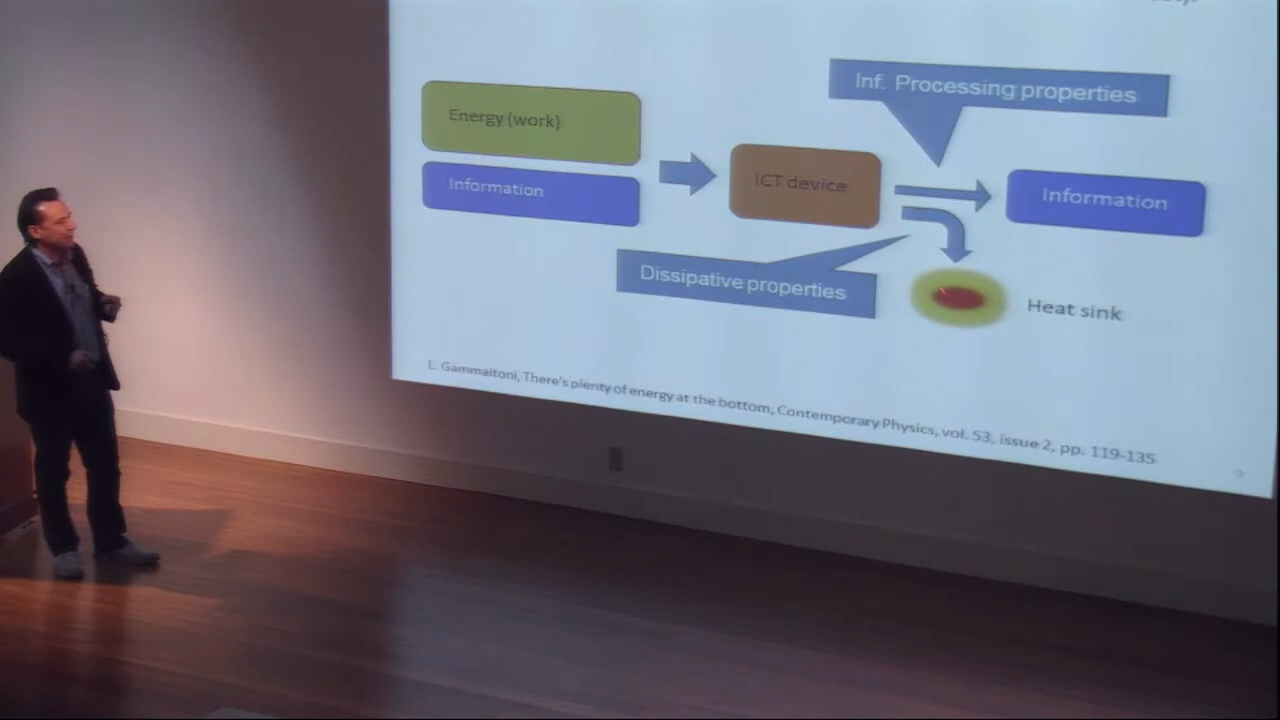 Inf. Processing properties
Energy (work)
Information
ICT device
Information
Dissipative properties
Heat sink
L. Gammaitoni, There's plenty of energy at the bottom, Contemporary Physics, vol. 53, issue 2, pp. 119-135